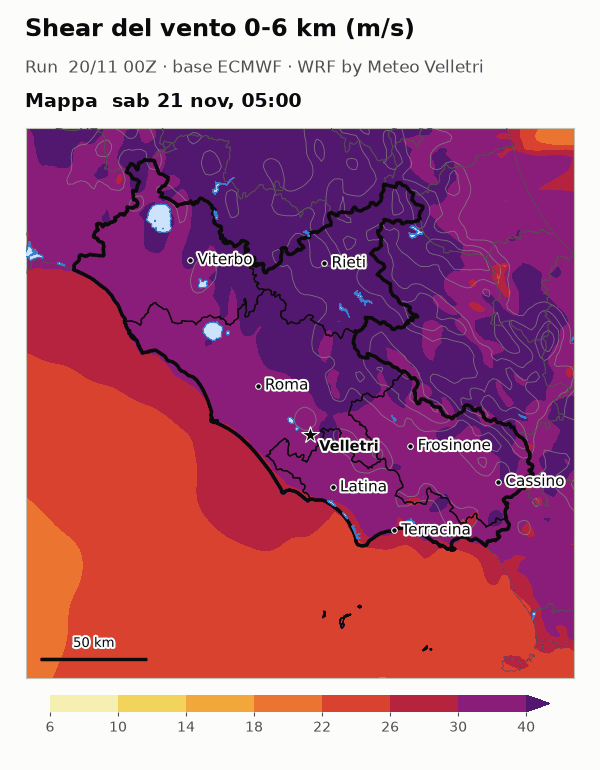 Shear del vento 0-6 km (m/s)
Run  20/11 00Z · base ECMWF · WRF by Meteo Velletri
Mappa  sab 21 nov, 05:00
Viterbo
Rieti
Roma
Velletri
Frosinone
Cassino
Latina
Terracina
50 km
6 10 14 18 22 26 30 40